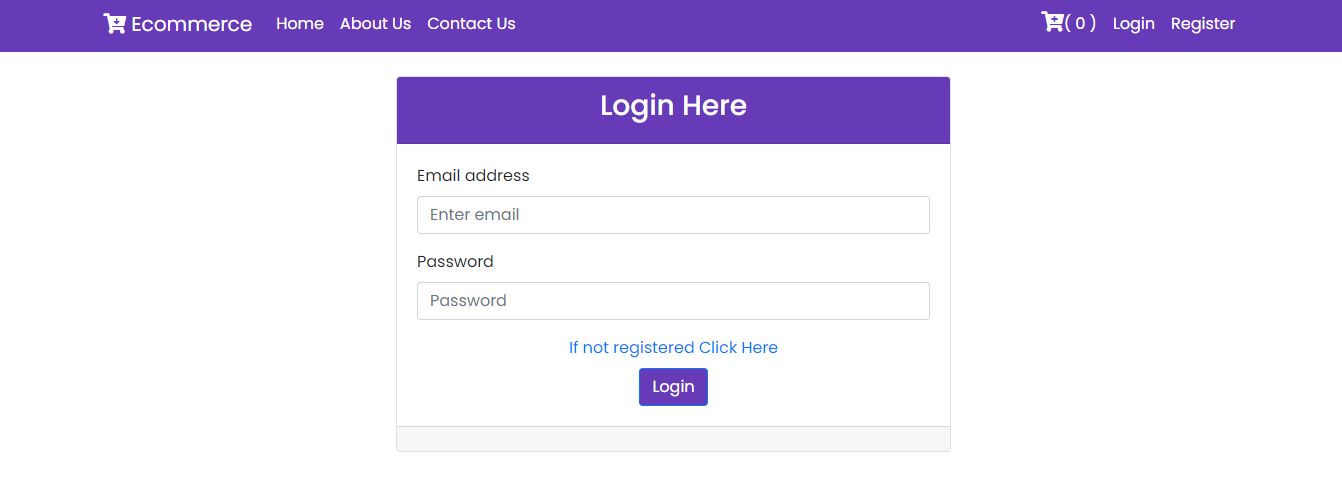 Ecommerce Home About Us Contact Us ( 0 ) Login Register
Login Here
Email address
Enter email
Password
Password
If not registered Click Here
Login